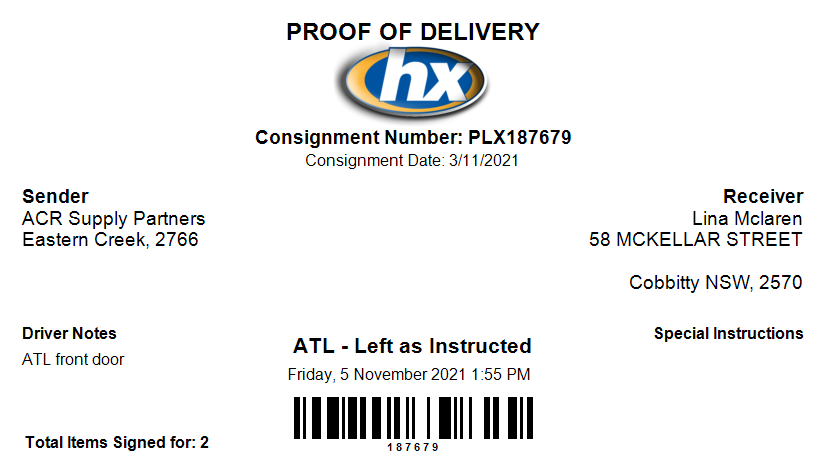 PROOF OF DELIVERY
hx
Consignment Number: PLX187679
Consignment Date: 3/11/2021
Sender
ACR Supply Partners
Eastern Creek, 2766
Receiver
Lina Mclaren
58 MCKELLAR STREET
Cobbitty NSW, 2570
Driver Notes
ATL front door
ATL - Left as Instructed
Friday, 5 November 2021 1:55 PM
Special Instructions
187679
Total Items Signed for: 2